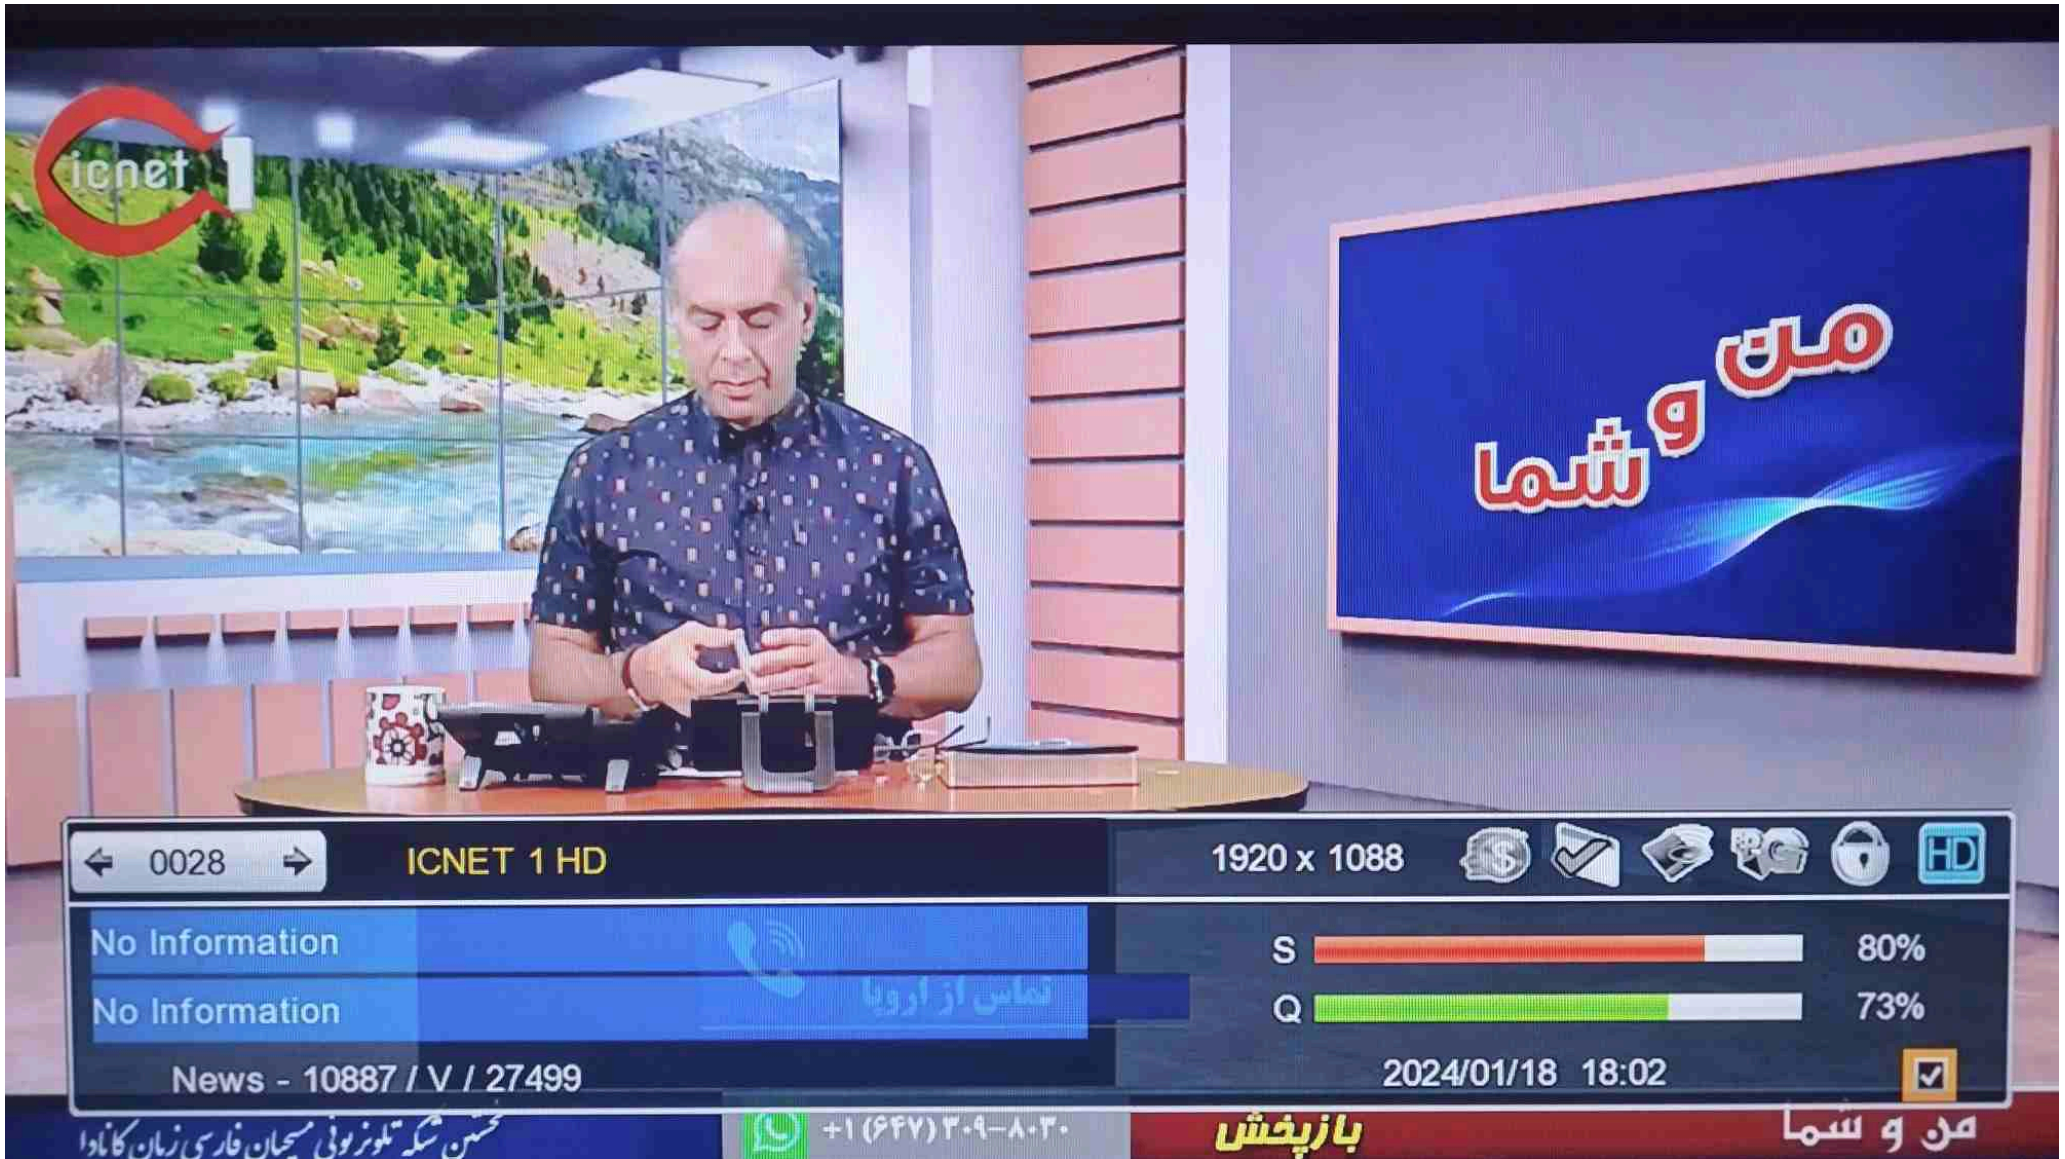 icnet 1
من
و
شما
0028
ICNET 1 HD
1920 x 1088
HD
No Information
S 80%
تماس از اروپا
No Information
Q 73%
News - 10887 / V / 27499
2024/01/18 18:02
نخستین شبکه تلویزیونی مسیحیان فارسی زبان کانادا
+۱(۶۴۷)۳۰۹-۸۰۳۰
بازپخش
من و شما